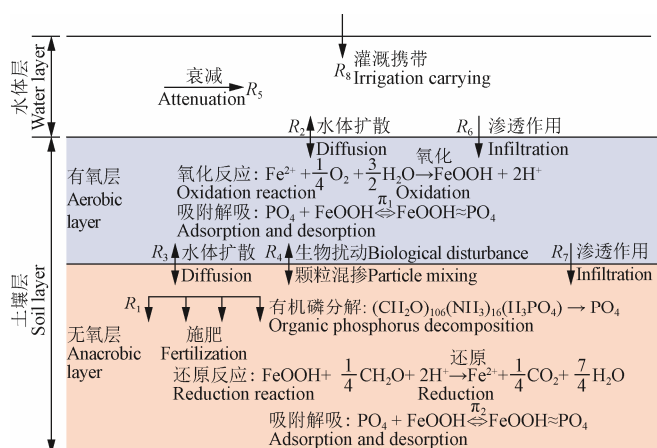 灌溉携带
R8 Irrigation carrying
衰减
Attenuation R5
水体层
Water layer
R2 水体扩散
Diffusion
R6 渗透作用
Infiltration
土壤层
Soil layer
有氧层
Aerobic
layer
氧化反应: Fe²⁺ + 1/4 O₂ + 3/2 H₂O →氧化 FeOOH + 2H⁺
Oxidation reaction Oxidation
吸附解吸: PO4 + FeOOH ⇔π1 FeOOH≈PO4
Adsorption and desorption
R3 水体扩散
Diffusion
R4 生物扰动Biological disturbance
颗粒混掺Particle mixing
R7 渗透作用
Infiltration
无氧层
Anacrobic
layer
R1
施肥
Fertilization
有机磷分解: (CII2O)106(NII3)16(II3PO4) → PO4
Organic phosphorus decomposition
还原反应: FeOOH+ 1/4 CH2O+ 2H⁺ →还原 Fe²⁺+ 1/4 CO2+ 7/4 H2O
Reduction reaction Reduction
吸附解吸: PO4 + FeOOH ⇔π2 FeOOH≈PO4
Adsorption and desorption